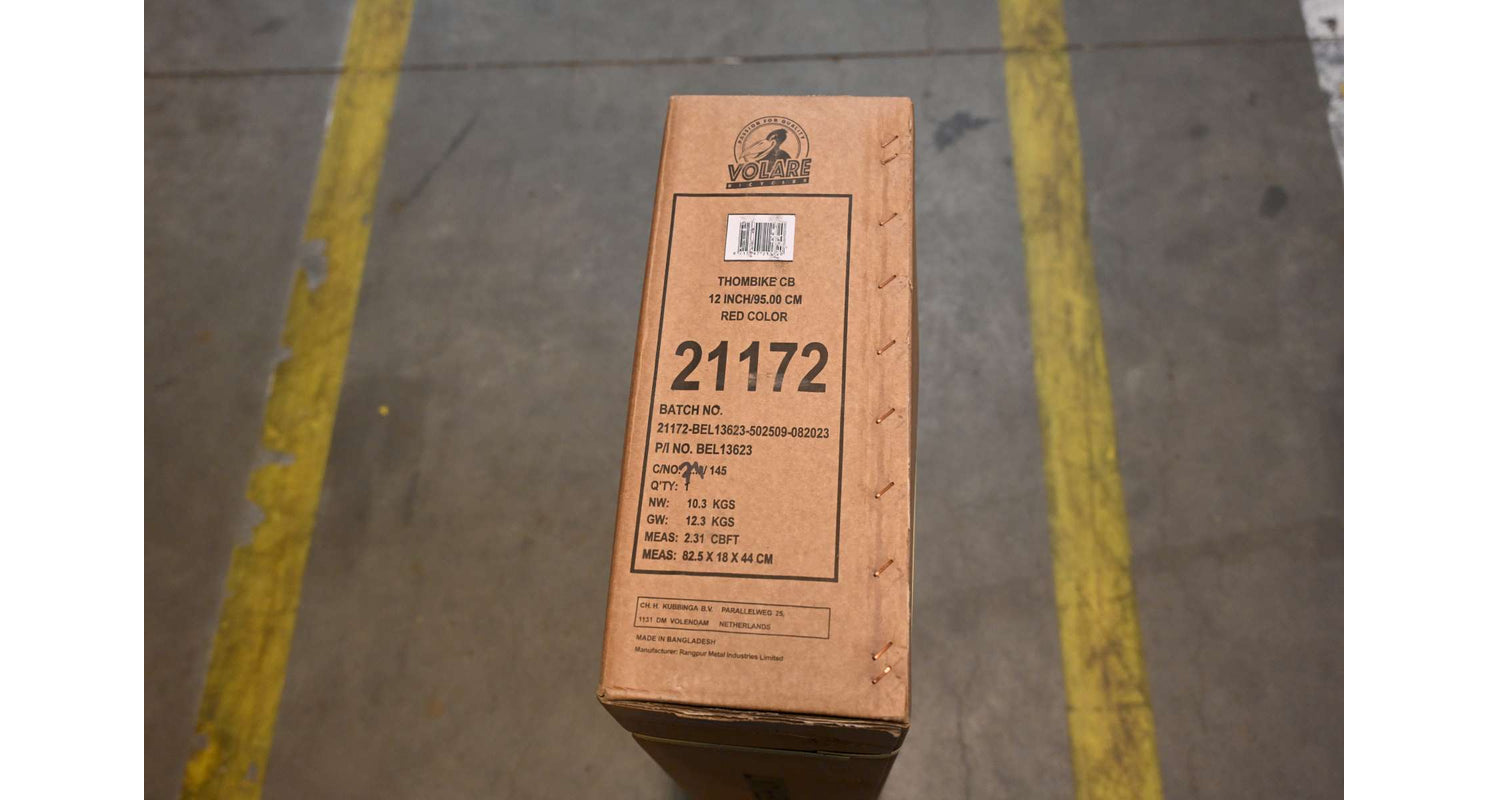 PASSION FOR QUALITY
VOLARE
BICYCLES
THOMBIKE CB
12 INCH/95.00 CM
RED COLOR
21172
BATCH NO.
21172-BEL13623-502509-082023
P/I NO. BEL13623
C/NO: / 145
Q'TY: 1
NW: 10.3 KGS
GW: 12.3 KGS
MEAS: 2.31 CBFT
MEAS: 82.5 X 18 X 44 CM
CH. H. KUBBINGA B.V. PARALLELWEG 25,
1131 DM VOLENDAM NETHERLANDS
MADE IN BANGLADESH
Manufacturer: Rangpur Metal Industries Limited